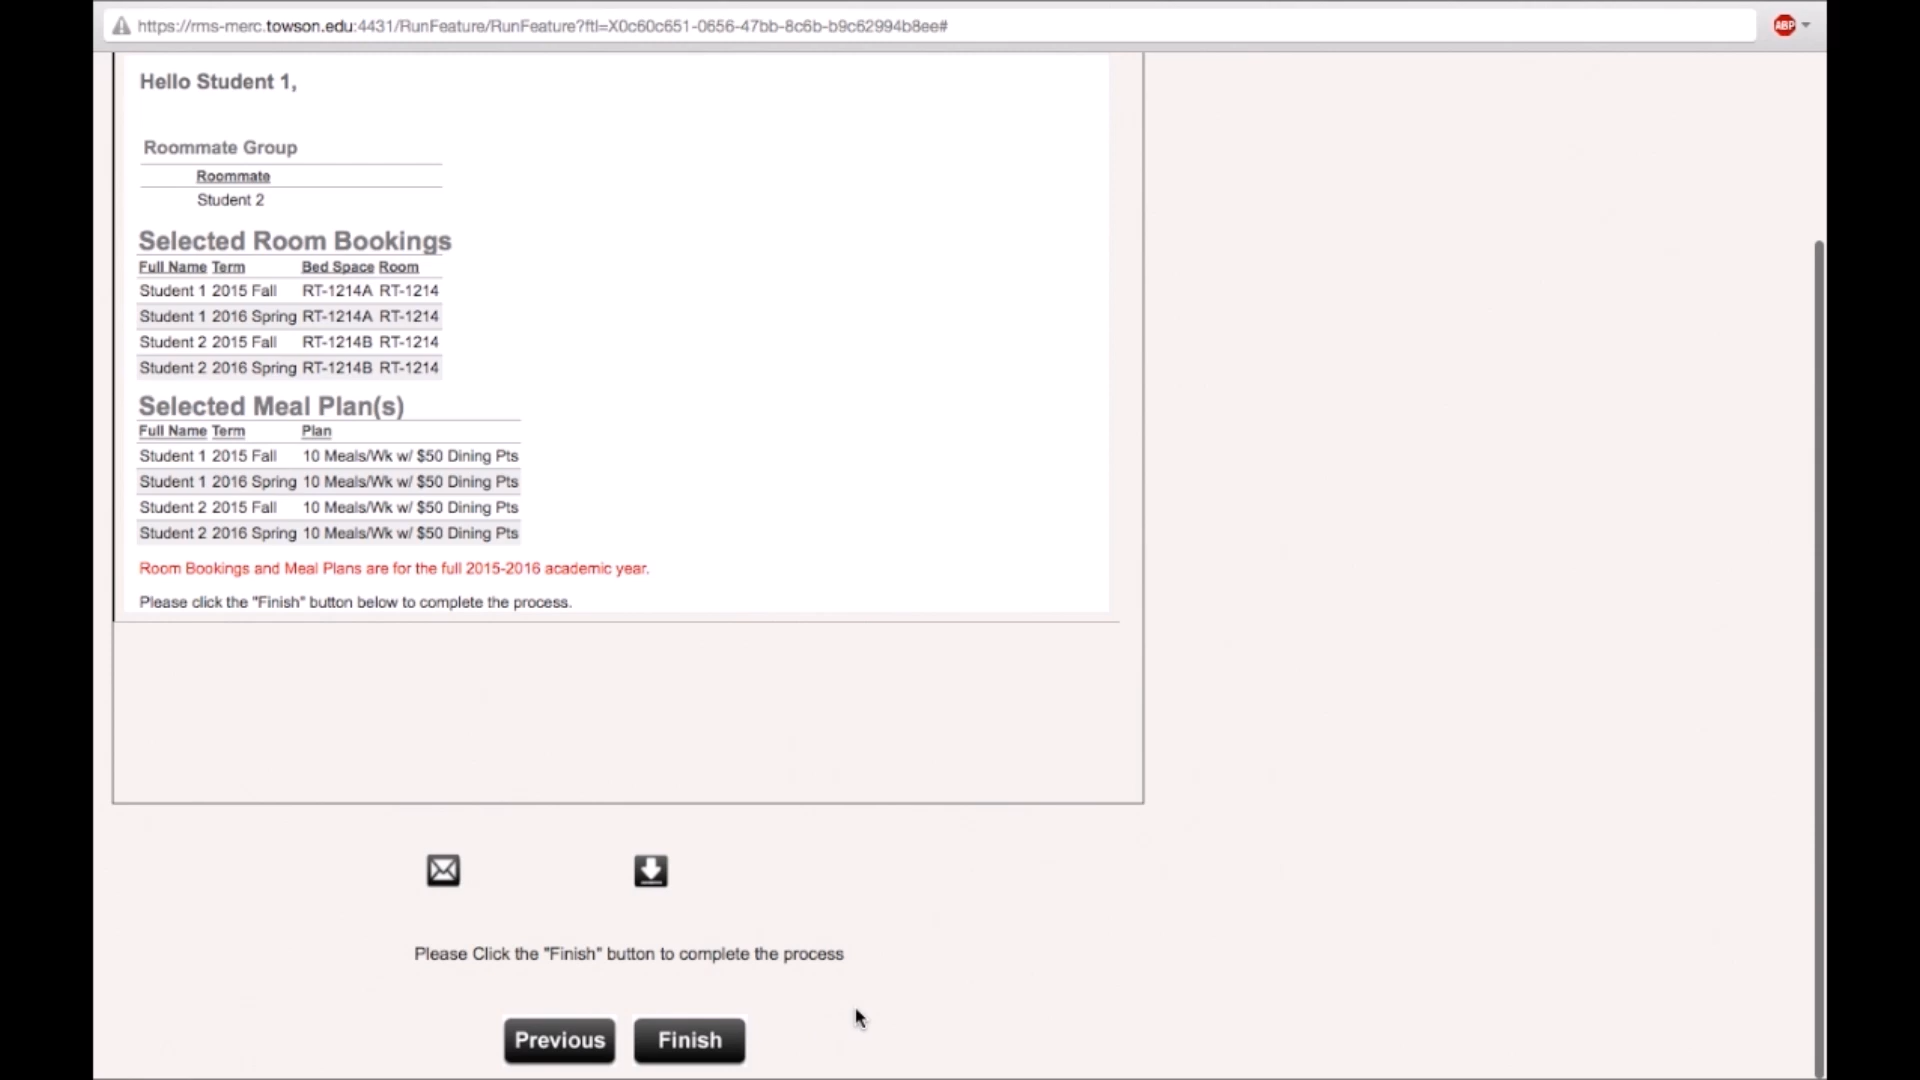 https://rms-merc.towson.edu:4431/RunFeature/RunFeature?ftl=X0c60c651-0656-47bb-8c6b-b9c62994b8ee#
ABP
Hello Student 1,
Roommate Group
Roommate
Student 2
Selected Room Bookings
Full Name Term Bed Space Room
Student 1 2015 Fall RT-1214A RT-1214
Student 1 2016 Spring RT-1214A RT-1214
Student 2 2015 Fall RT-1214B RT-1214
Student 2 2016 Spring RT-1214B RT-1214
Selected Meal Plan(s)
Full Name Term Plan
Student 1 2015 Fall 10 Meals/Wk w/ $50 Dining Pts
Student 1 2016 Spring 10 Meals/Wk w/ $50 Dining Pts
Student 2 2015 Fall 10 Meals/Wk w/ $50 Dining Pts
Student 2 2016 Spring 10 Meals/Wk w/ $50 Dining Pts
Room Bookings and Meal Plans are for the full 2015-2016 academic year.
Please click the "Finish" button below to complete the process.
Please Click the "Finish" button to complete the process
Previous Finish